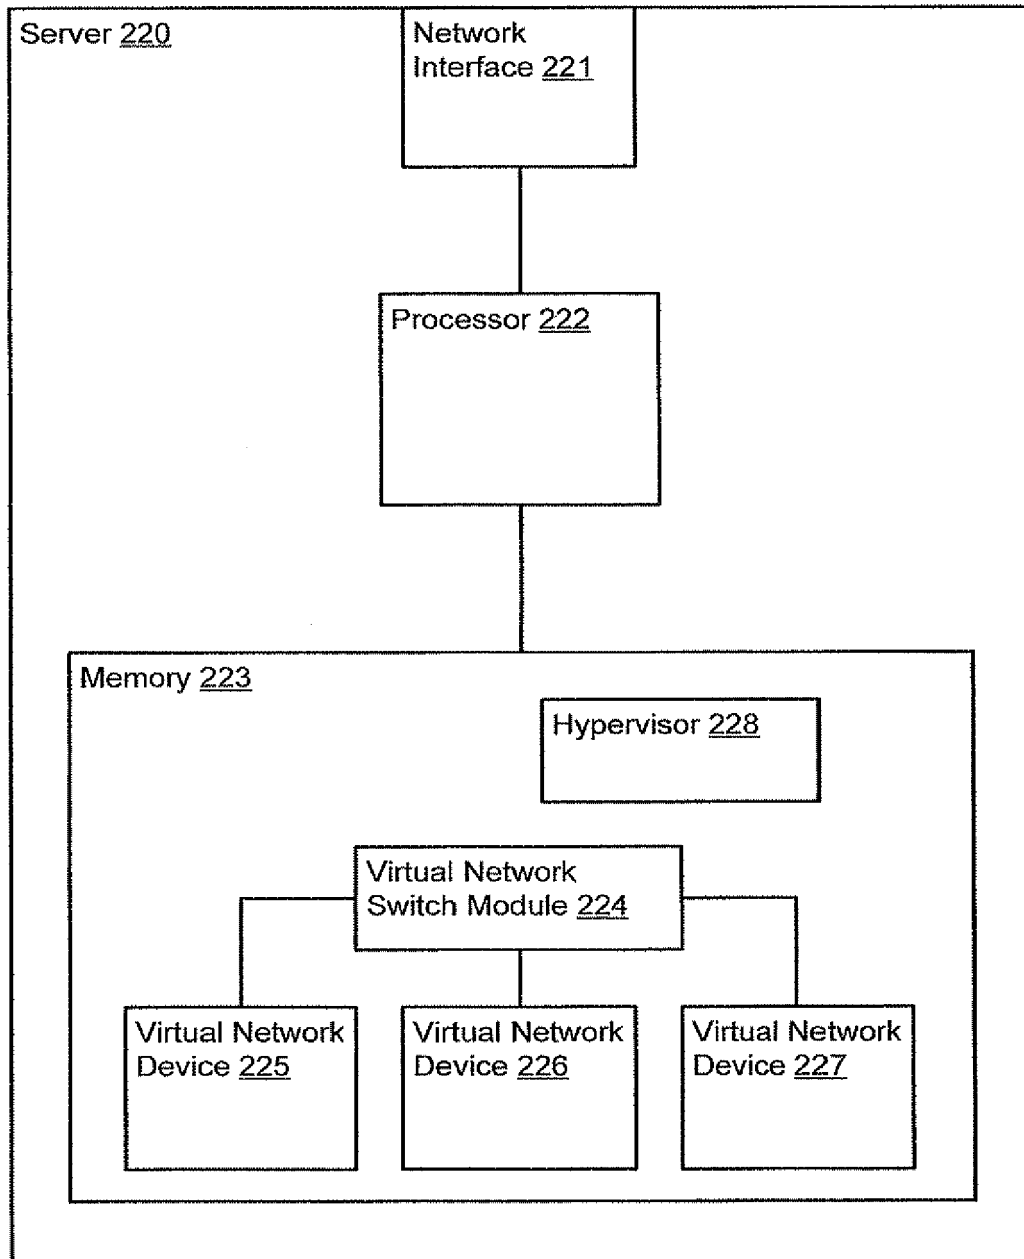 Server 220
Network
Interface 221
Processor 222
Memory 223
Hypervisor 228
Virtual Network
Switch Module 224
Virtual Network
Device 225
Virtual Network
Device 226
Virtual Network
Device 227